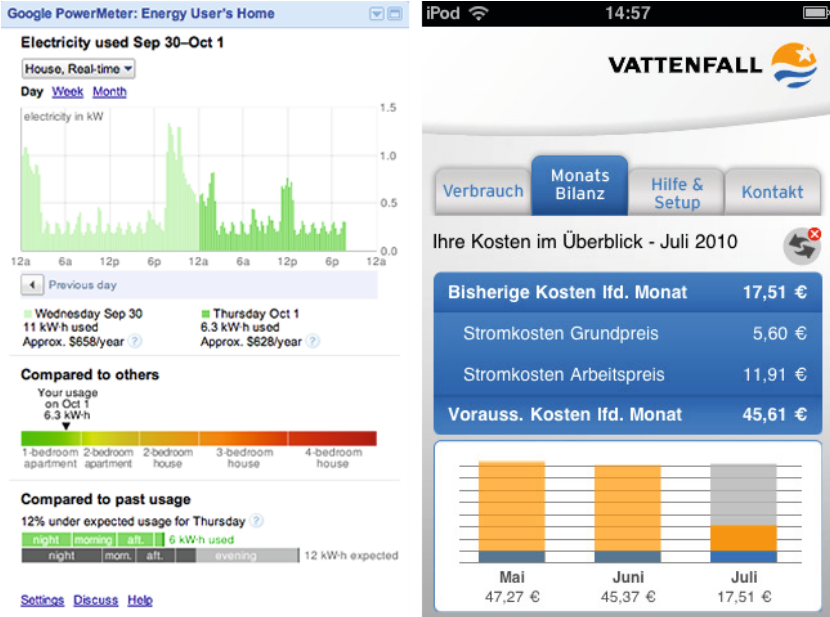 Google PowerMeter: Energy User's Home
Electricity used Sep 30–Oct 1
House, Real-time
Day Week Month
electricity in kW
1.5
1.0
0.5
0.0
12a 6a 12p 6p 12a 6a 12p 6p 12a
Previous day
Wednesday Sep 30 Thursday Oct 1
11 kW·h used 6.3 kW·h used
Approx. $658/year ? Approx. $628/year ?
Compared to others
Your usage
on Oct 1
6.3 kW·h
1-bedroom 2-bedroom 2-bedroom 3-bedroom 4-bedroom
apartment apartment house house house
Compared to past usage
12% under expected usage for Thursday ?
night morning aft. 6 kW·h used
night morn. aft. evening 12 kW·h expected
Settings Discuss Help
iPod 14:57
VATTENFALL
Verbrauch
Monats
Bilanz
Hilfe &
Setup
Kontakt
Ihre Kosten im Überblick - Juli 2010
Bisherige Kosten lfd. Monat 17,51 €
Stromkosten Grundpreis 5,60 €
Stromkosten Arbeitspreis 11,91 €
Vorauss. Kosten lfd. Monat 45,61 €
Mai Juni Juli
47,27 € 45,37 € 17,51 €